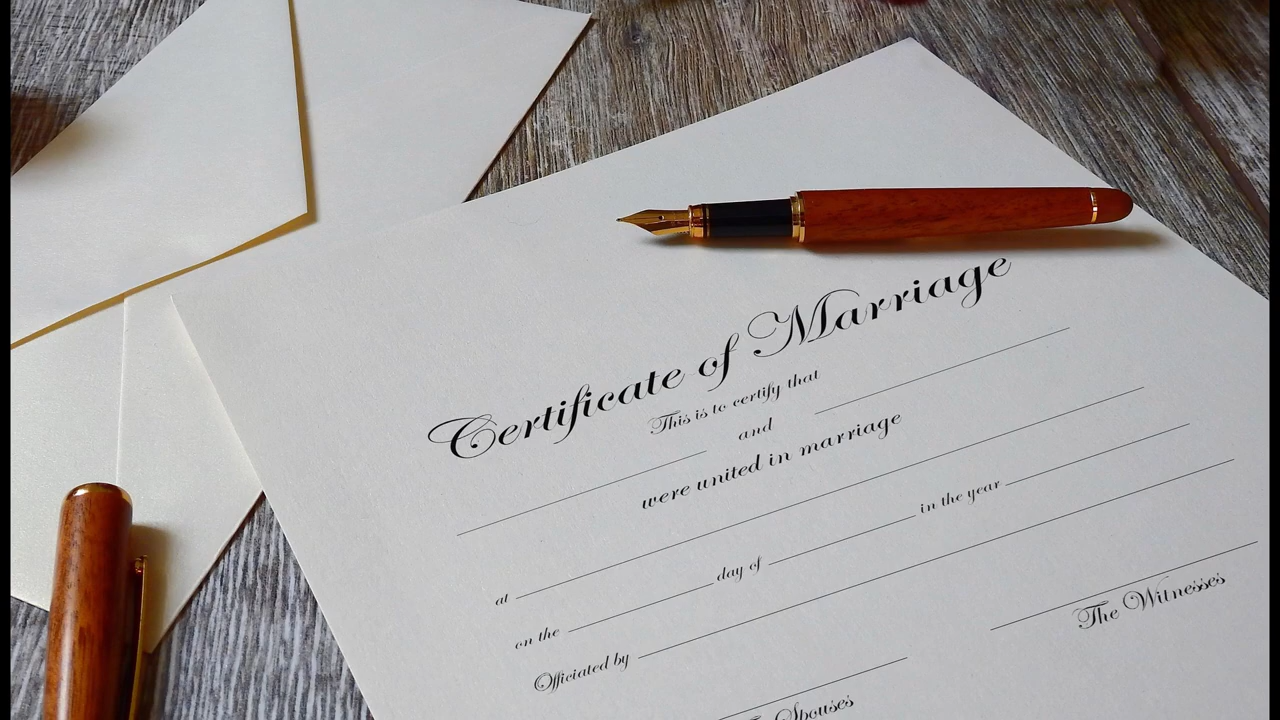 Certificate of Marriage
This is to certify that
and
were united in marriage
at
on the day of in the year
Officiated by
The Witnesses
Spouses